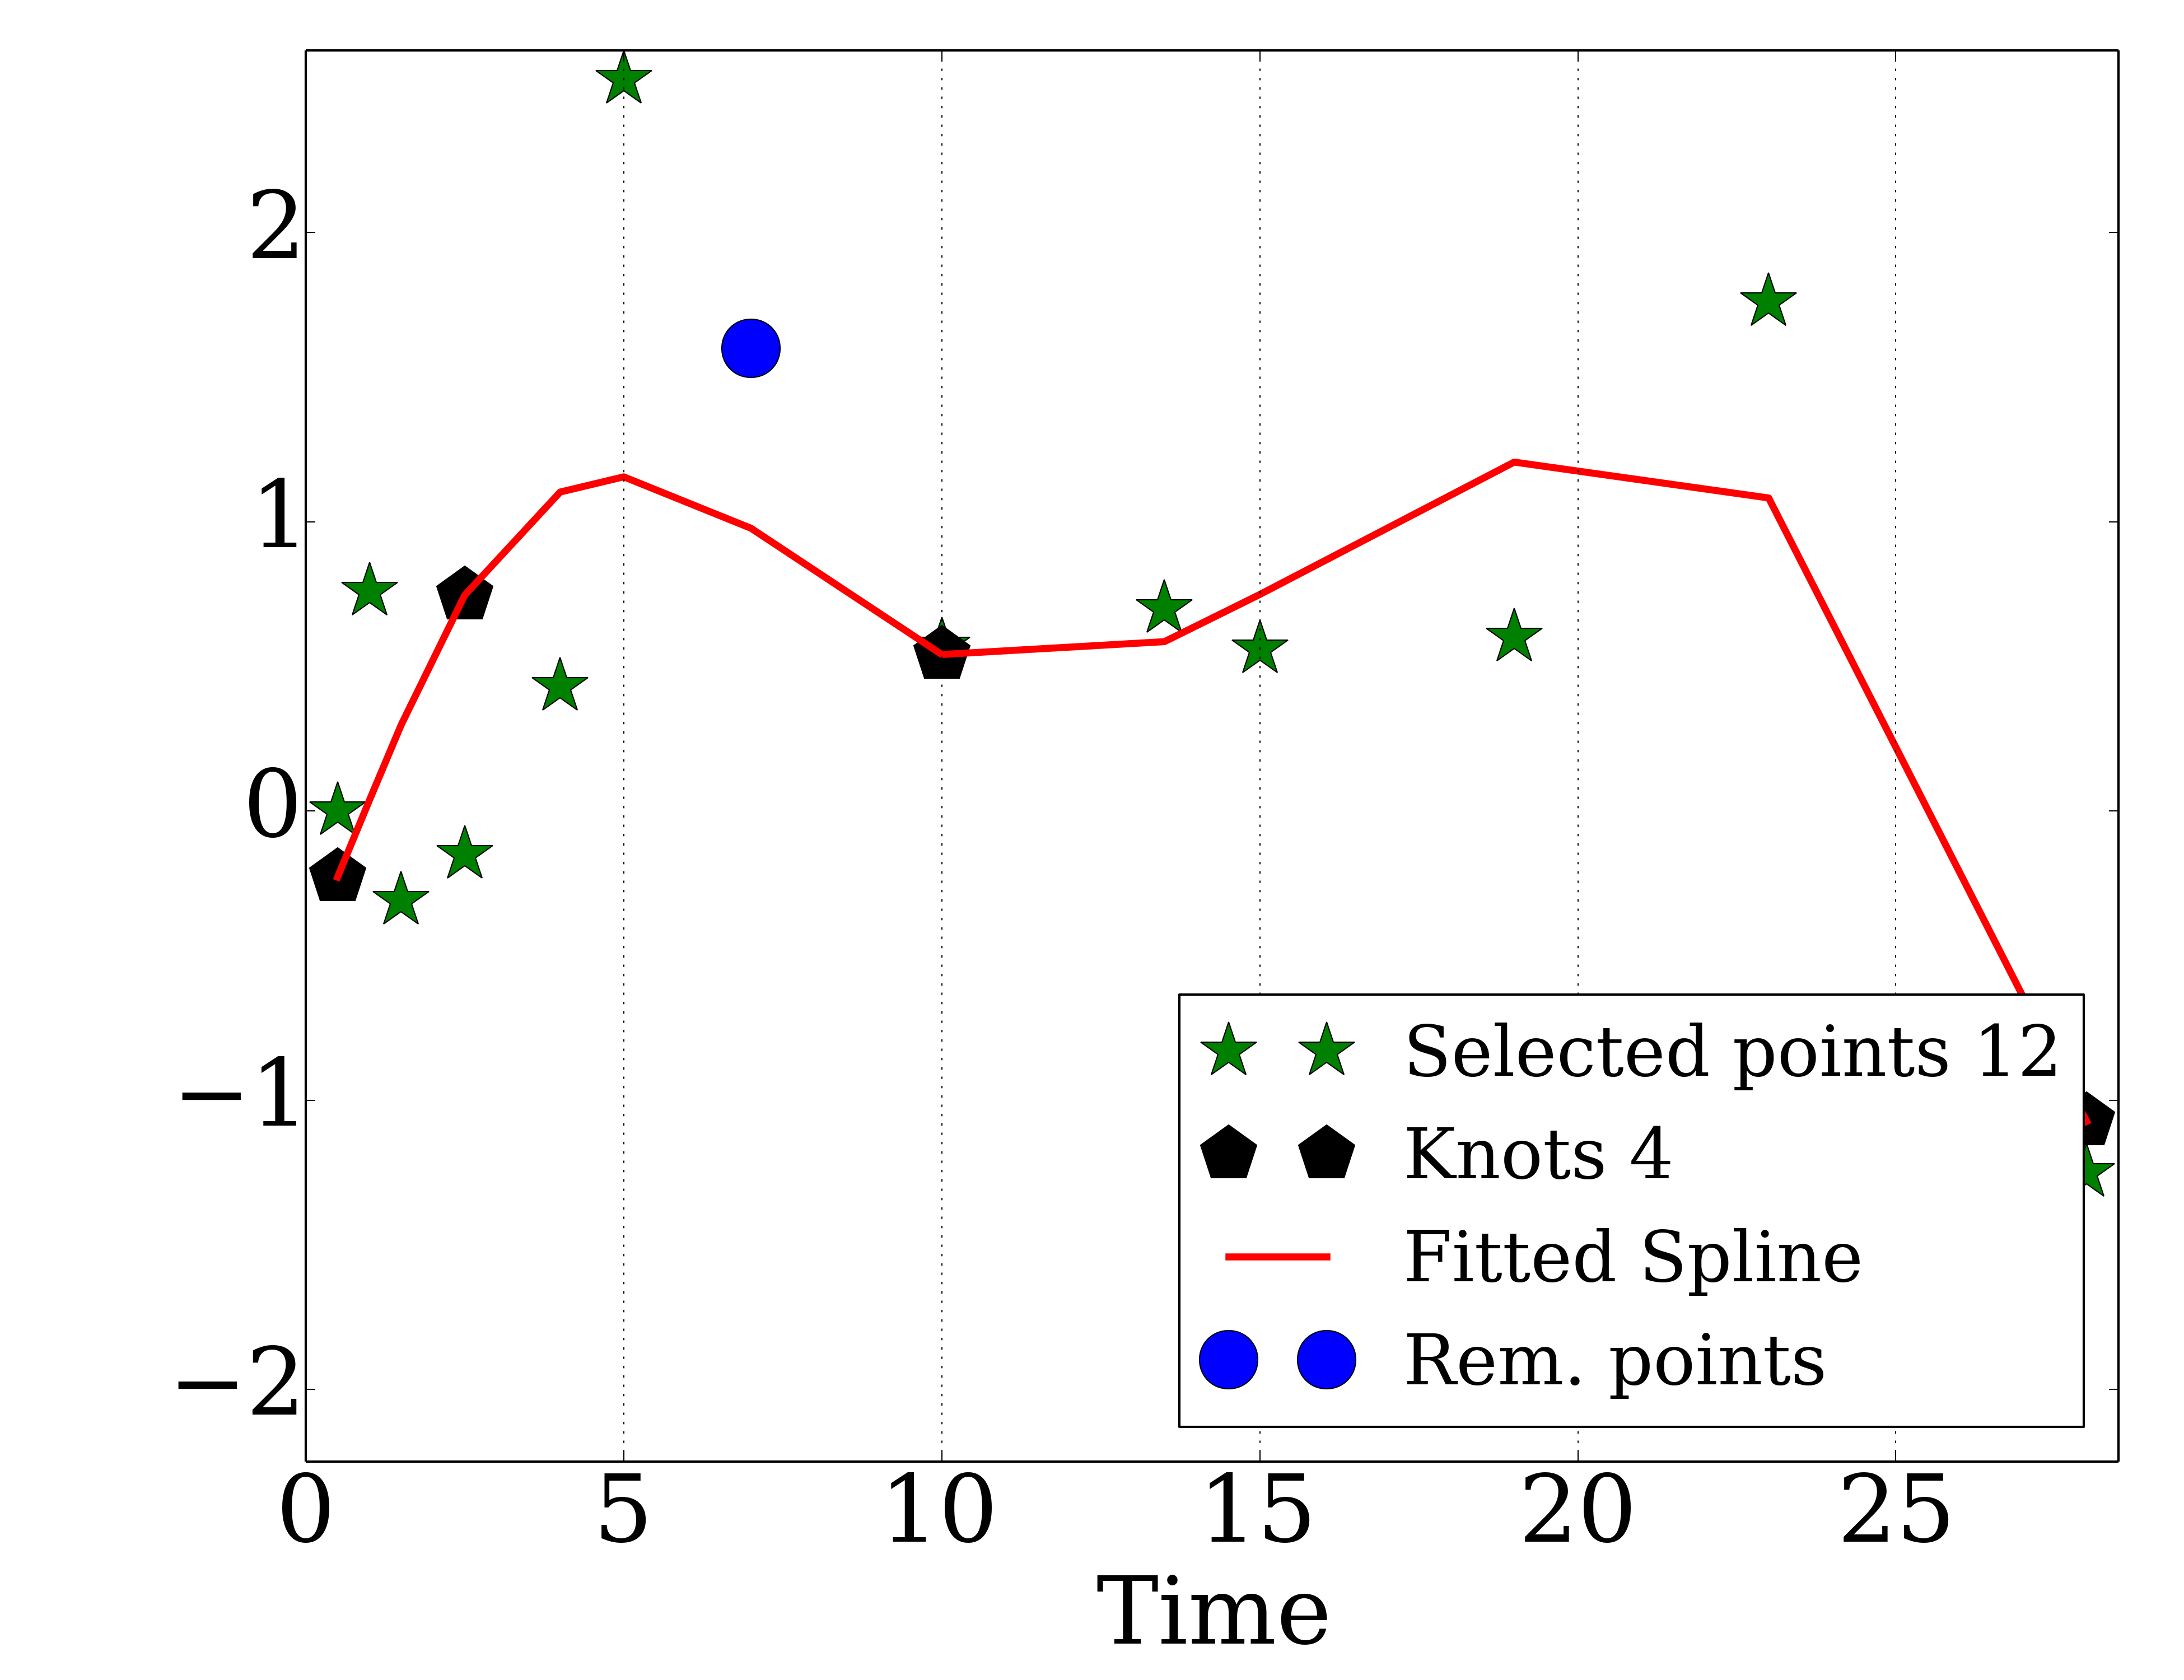 2
1
0
−1
−2
Selected points 12
Knots 4
Fitted Spline
Rem. points
0 5 10 15 20 25
Time